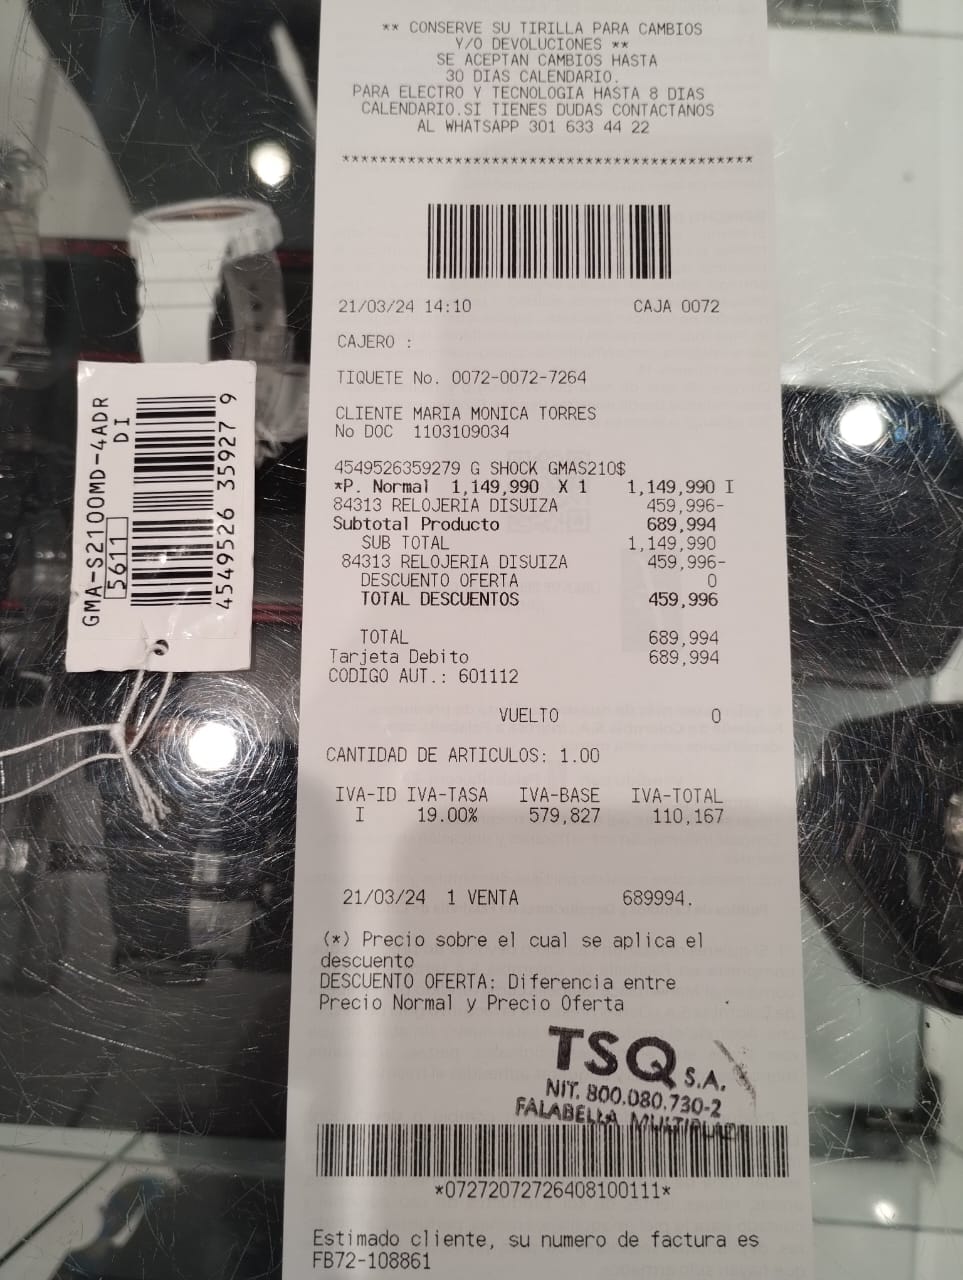 ** CONSERVE SU TIRILLA PARA CAMBIOS
Y/O DEVOLUCIONES **
SE ACEPTAN CAMBIOS HASTA
30 DIAS CALENDARIO.
PARA ELECTRO Y TECNOLOGIA HASTA 8 DIAS
CALENDARIO.SI TIENES DUDAS CONTACTANOS
AL WHATSAPP 301 633 44 22
********************************************
21/03/24 14:10 CAJA 0072
CAJERO :
TIQUETE No. 0072-0072-7264
CLIENTE MARIA MONICA TORRES
No DOC 1103109034
4549526359279 G SHOCK GMAS210$
*P. Normal 1,149,990 X 1 1,149,990 I
84313 RELOJERIA DISUIZA 459,996-
Subtotal Producto 689,994
SUB TOTAL 1,149,990
84313 RELOJERIA DISUIZA 459,996-
DESCUENTO OFERTA 0
TOTAL DESCUENTOS 459,996
TOTAL 689,994
Tarjeta Debito 689,994
CODIGO AUT.: 601112
VUELTO 0
CANTIDAD DE ARTICULOS: 1.00
IVA-ID IVA-TASA IVA-BASE IVA-TOTAL
I 19.00% 579,827 110,167
21/03/24 1 VENTA 689994.
(*) Precio sobre el cual se aplica el
descuento
DESCUENTO OFERTA: Diferencia entre
Precio Normal y Precio Oferta
TSQ S.A.
NIT. 800.080.730-2
FALABELLA
*07272072726408100111*
Estimado cliente, su numero de factura es
FB72-108861
GMA-S2100MD-4ADR
DI
5611
4549526 35927 9